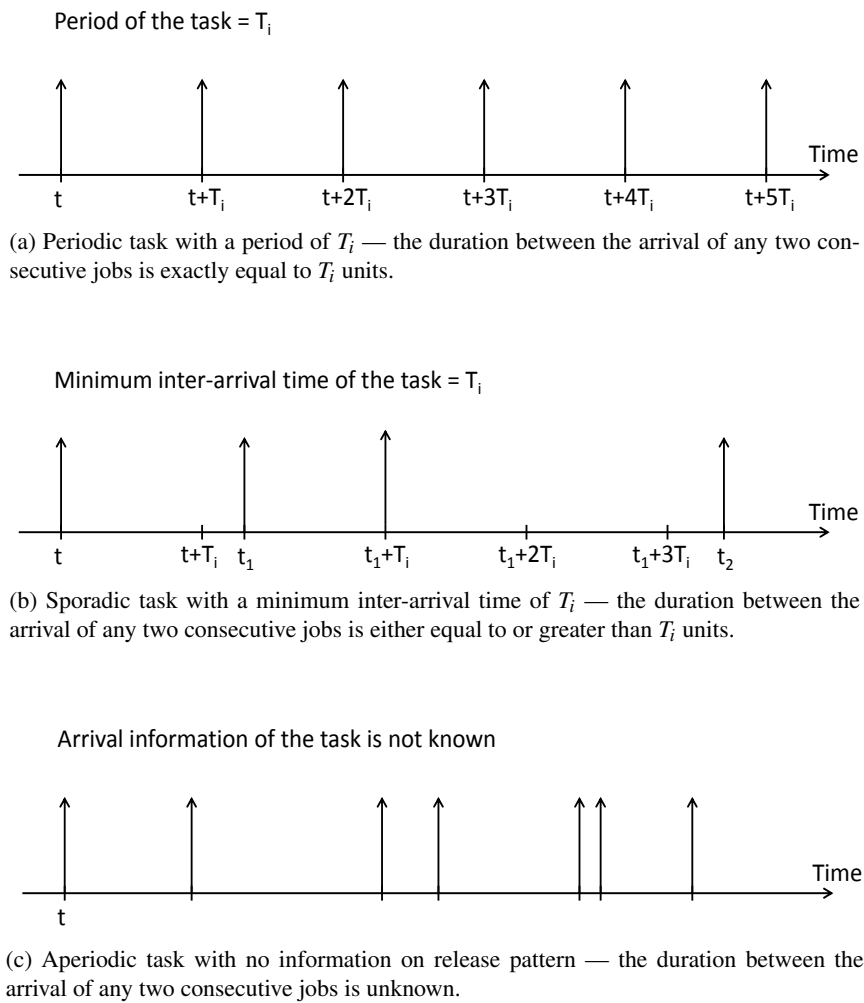 Period of the task = Tᵢ
Time
t t+Tᵢ t+2Tᵢ t+3Tᵢ t+4Tᵢ t+5Tᵢ
(a) Periodic task with a period of Tᵢ — the duration between the arrival of any two con-
secutive jobs is exactly equal to Tᵢ units.
Minimum inter-arrival time of the task = Tᵢ
Time
t t+Tᵢ t₁ t₁+Tᵢ t₁+2Tᵢ t₁+3Tᵢ t₂
(b) Sporadic task with a minimum inter-arrival time of Tᵢ — the duration between the
arrival of any two consecutive jobs is either equal to or greater than Tᵢ units.
Arrival information of the task is not known
Time
t
(c) Aperiodic task with no information on release pattern — the duration between the
arrival of any two consecutive jobs is unknown.